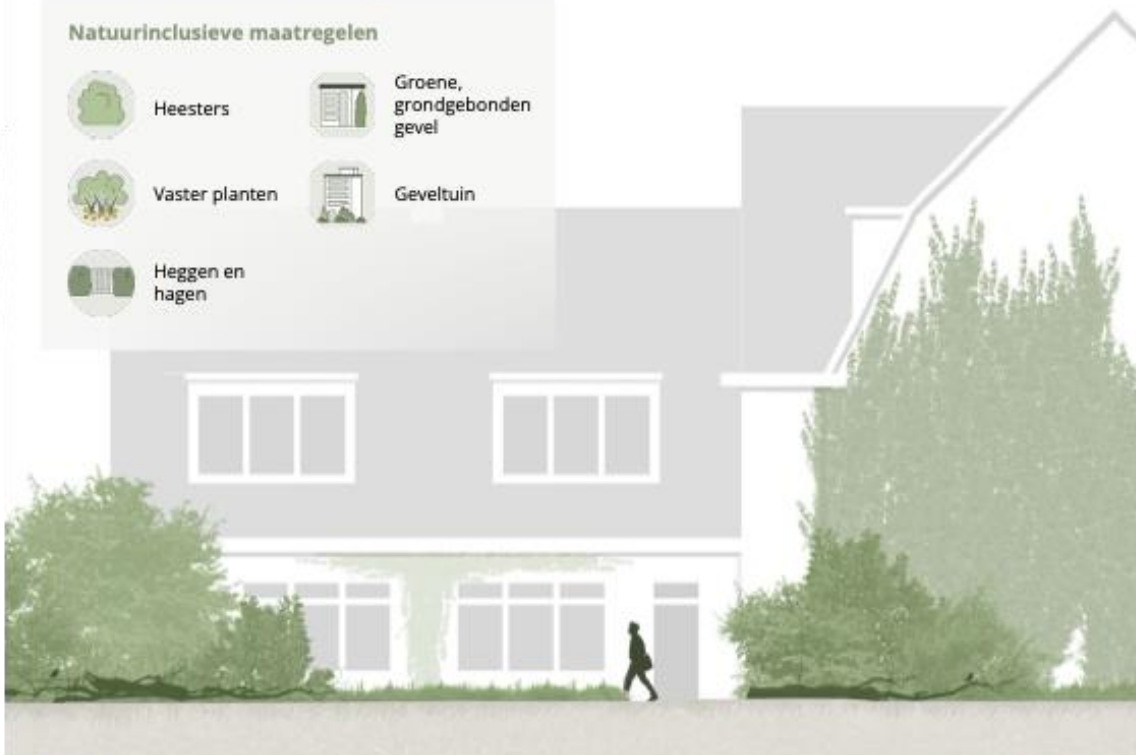 Natuurinclusieve maatregelen
Heesters
Vaster planten
Heggen en
hagen
Groene,
grondgebonden
gevel
Geveltuin